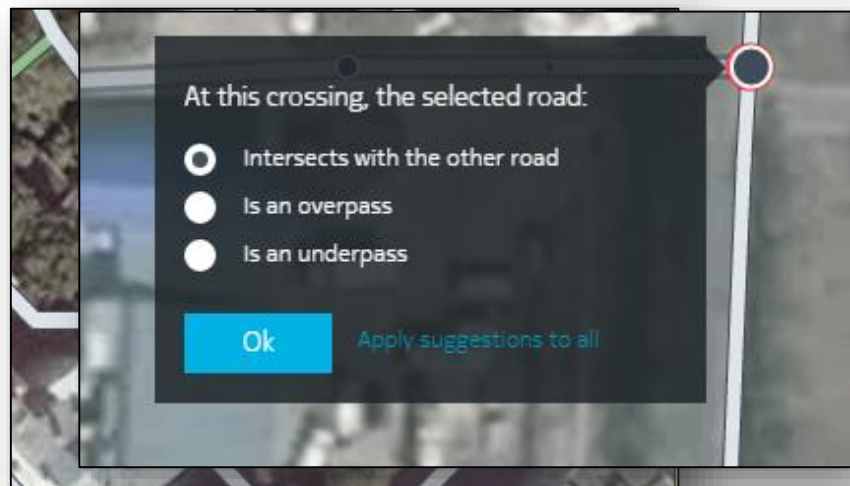 At this crossing, the selected road:
Intersects with the other road
Is an overpass
Is an underpass
Ok
Apply suggestions to all